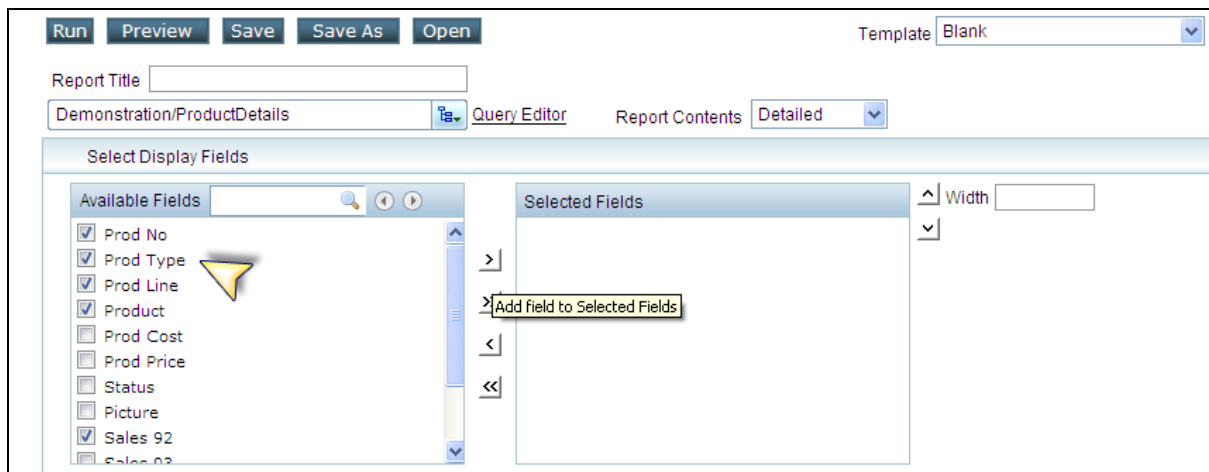 Run Preview Save Save As Open
Template Blank
Report Title
Demonstration/ProductDetails Query Editor Report Contents Detailed
Select Display Fields
Available Fields Selected Fields Width
Prod No
Prod Type
Prod Line
Product
Add field to Selected Fields
Prod Cost
Prod Price
Status
Picture
Sales 92
Sales 93